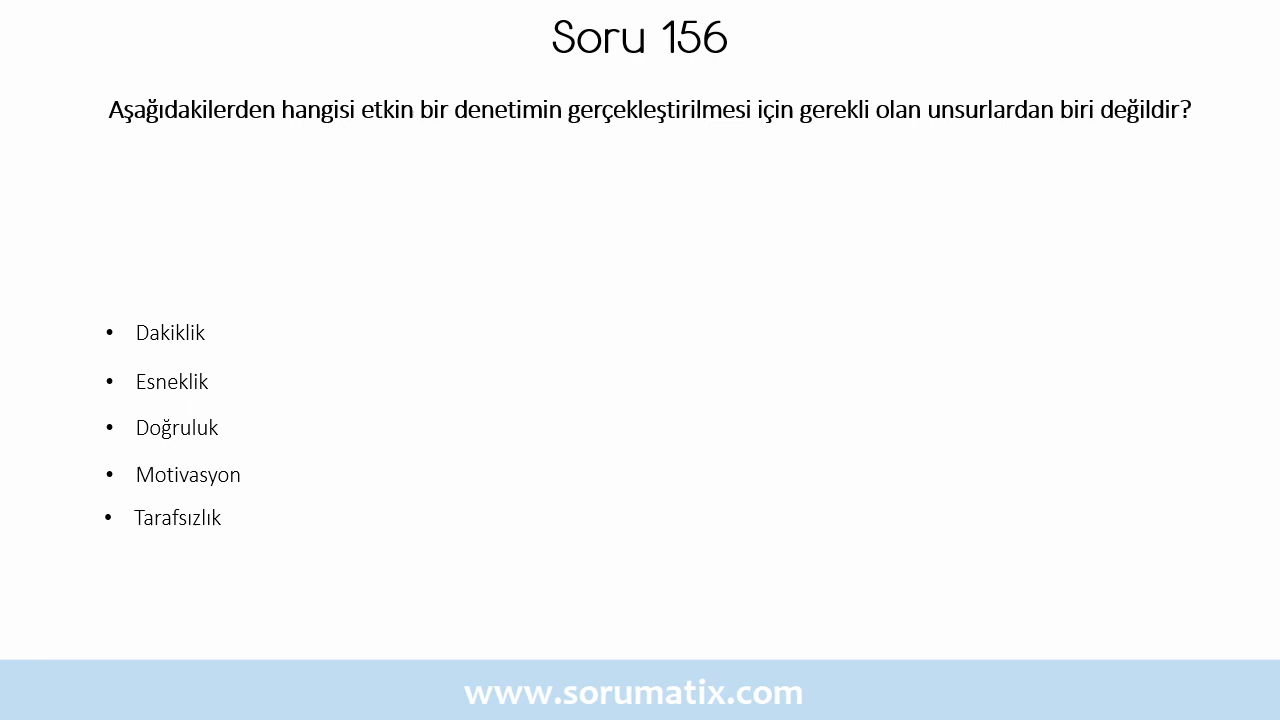 Soru 156
Aşağıdakilerden hangisi etkin bir denetimin gerçekleştirilmesi için gerekli olan unsurlardan biri değildir?
• Dakiklik
• Esneklik
• Doğruluk
• Motivasyon
• Tarafsızlık
www.sorumatix.com